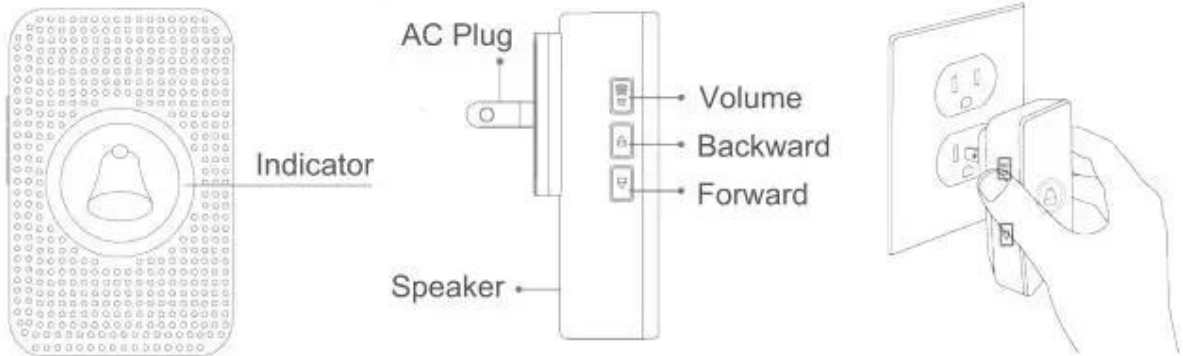 Indicator
AC Plug
Volume
Backward
Forward
Speaker